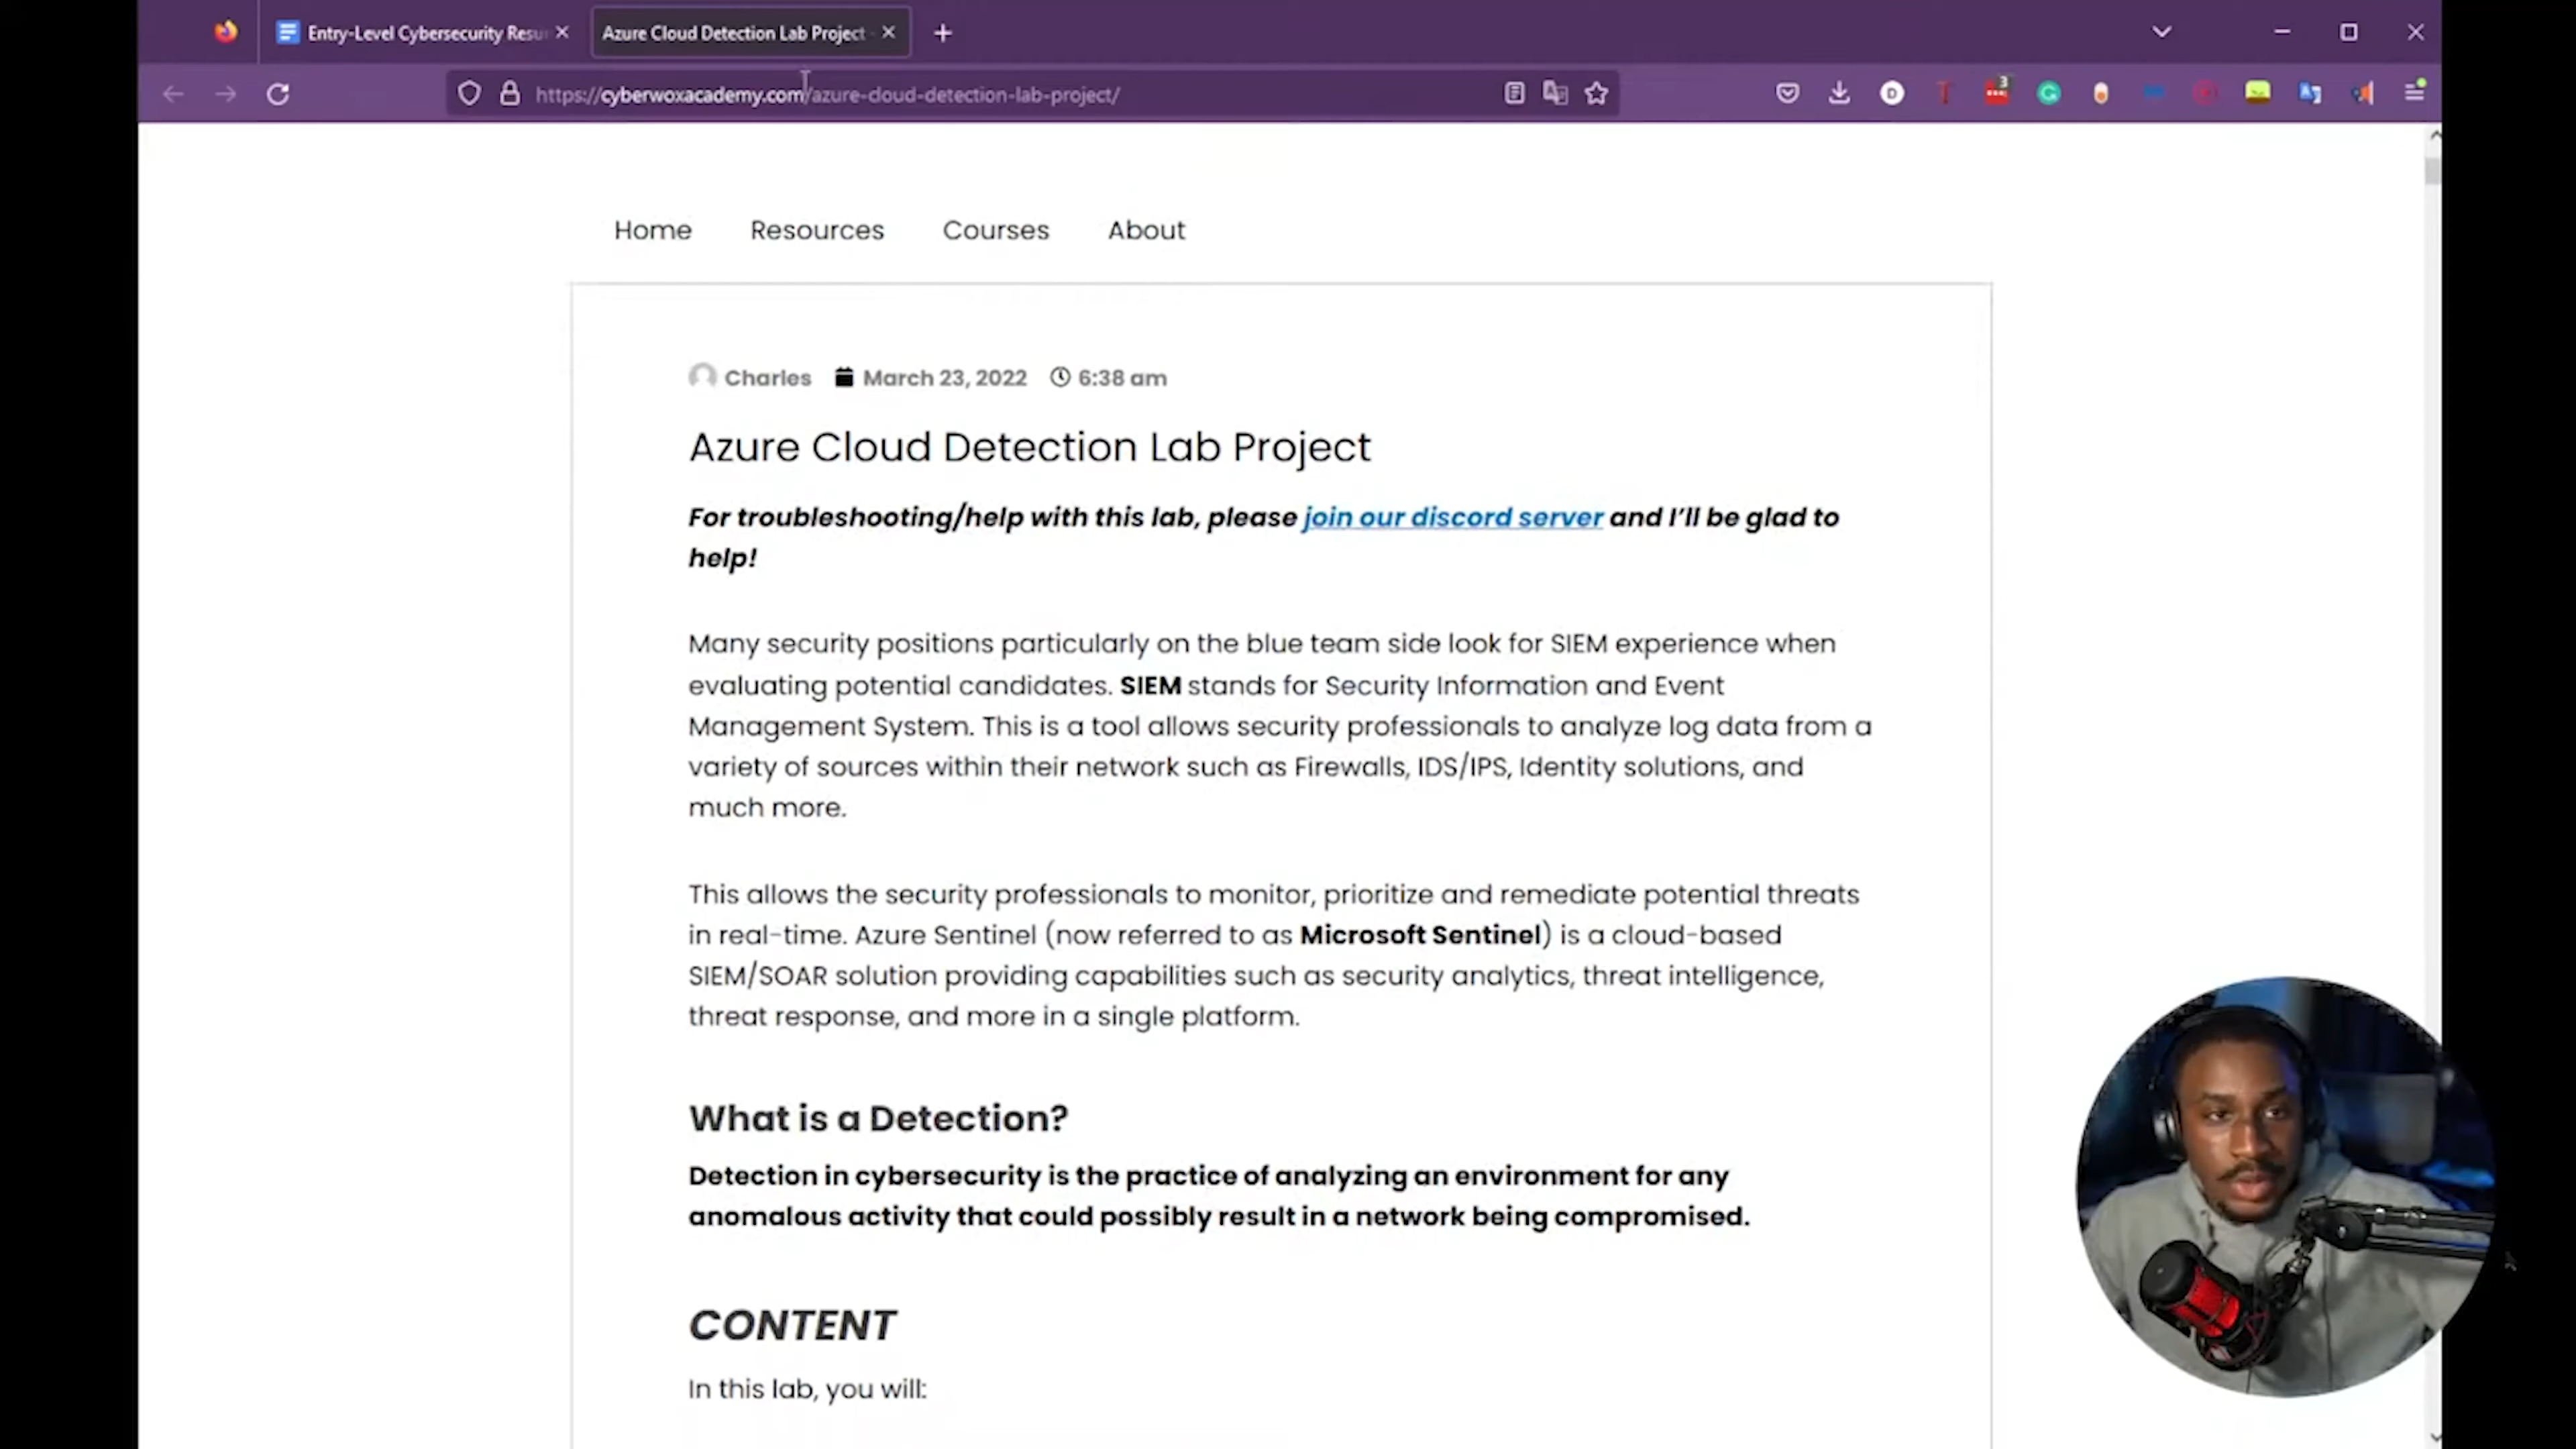 Entry-Level Cybersecurity Resu
Azure Cloud Detection Lab Project
https://cyberwoxacademy.com/azure-cloud-detection-lab-project/
3
Home Resources Courses About
Charles March 23, 2022 6:38 am
Azure Cloud Detection Lab Project
For troubleshooting/help with this lab, please join our discord server and I'll be glad to
help!
Many security positions particularly on the blue team side look for SIEM experience when
evaluating potential candidates. SIEM stands for Security Information and Event
Management System. This is a tool allows security professionals to analyze log data from a
variety of sources within their network such as Firewalls, IDS/IPS, Identity solutions, and
much more.
This allows the security professionals to monitor, prioritize and remediate potential threats
in real-time. Azure Sentinel (now referred to as Microsoft Sentinel) is a cloud-based
SIEM/SOAR solution providing capabilities such as security analytics, threat intelligence,
threat response, and more in a single platform.
What is a Detection?
Detection in cybersecurity is the practice of analyzing an environment for any
anomalous activity that could possibly result in a network being compromised.
CONTENT
In this lab, you will: